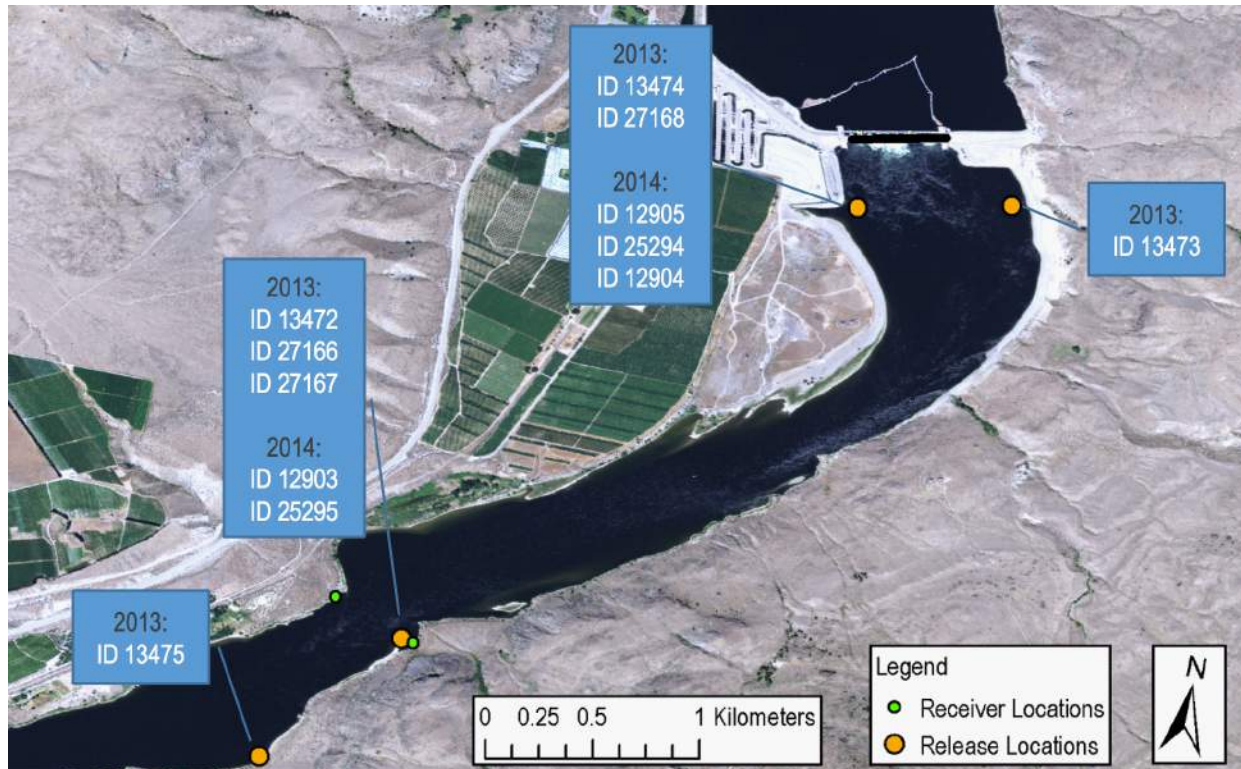 2013:
ID 13474
ID 27168
2014:
ID 12905
ID 25294
ID 12904
2013:
ID 13473
2013:
ID 13472
ID 27166
ID 27167
2014:
ID 12903
ID 25295
2013:
ID 13475
0 0.25 0.5 1 Kilometers
Legend
Receiver Locations
Release Locations
N